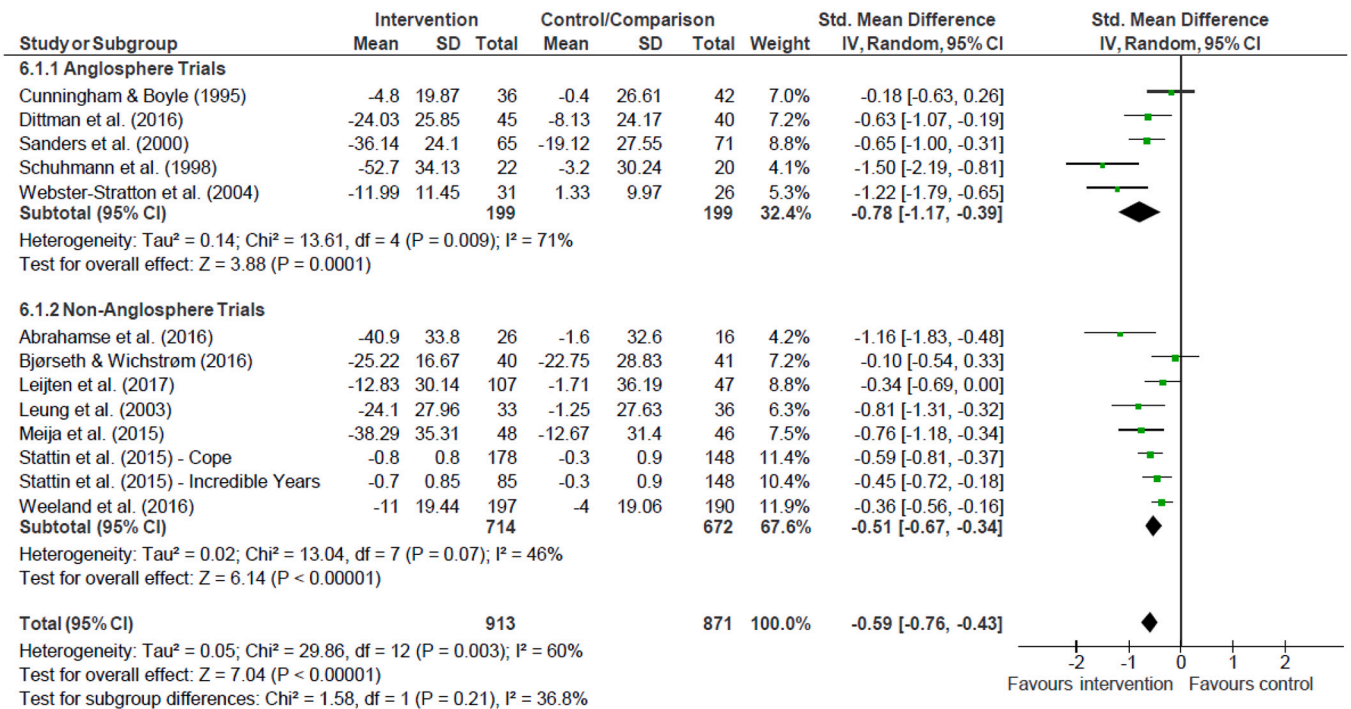 Intervention Control/Comparison Std. Mean Difference Std. Mean Difference
Study or Subgroup Mean SD Total Mean SD Total Weight IV, Random, 95% CI IV, Random, 95% CI
6.1.1 Anglosphere Trials
Cunningham & Boyle (1995) -4.8 19.87 36 -0.4 26.61 42 7.0% -0.18 [-0.63, 0.26]
Dittman et al. (2016) -24.03 25.85 45 -8.13 24.17 40 7.2% -0.63 [-1.07, -0.19]
Sanders et al. (2000) -36.14 24.1 65 -19.12 27.55 71 8.8% -0.65 [-1.00, -0.31]
Schuhmann et al. (1998) -52.7 34.13 22 -3.2 30.24 20 4.1% -1.50 [-2.19, -0.81]
Webster-Stratton et al. (2004) -11.99 11.45 31 1.33 9.97 26 5.3% -1.22 [-1.79, -0.65]
Subtotal (95% CI) 199 199 32.4% -0.78 [-1.17, -0.39]
Heterogeneity: Tau² = 0.14; Chi² = 13.61, df = 4 (P = 0.009); I² = 71%
Test for overall effect: Z = 3.88 (P = 0.0001)
6.1.2 Non-Anglosphere Trials
Abrahamse et al. (2016) -40.9 33.8 26 -1.6 32.6 16 4.2% -1.16 [-1.83, -0.48]
Bjørseth & Wichstrøm (2016) -25.22 16.67 40 -22.75 28.83 41 7.2% -0.10 [-0.54, 0.33]
Leijten et al. (2017) -12.83 30.14 107 -1.71 36.19 47 8.8% -0.34 [-0.69, 0.00]
Leung et al. (2003) -24.1 27.96 33 -1.25 27.63 36 6.3% -0.81 [-1.31, -0.32]
Meija et al. (2015) -38.29 35.31 48 -12.67 31.4 46 7.5% -0.76 [-1.18, -0.34]
Stattin et al. (2015) - Cope -0.8 0.8 178 -0.3 0.9 148 11.4% -0.59 [-0.81, -0.37]
Stattin et al. (2015) - Incredible Years -0.7 0.85 85 -0.3 0.9 148 10.4% -0.45 [-0.72, -0.18]
Weeland et al. (2016) -11 19.44 197 -4 19.06 190 11.9% -0.36 [-0.56, -0.16]
Subtotal (95% CI) 714 672 67.6% -0.51 [-0.67, -0.34]
Heterogeneity: Tau² = 0.02; Chi² = 13.04, df = 7 (P = 0.07); I² = 46%
Test for overall effect: Z = 6.14 (P < 0.00001)
Total (95% CI) 913 871 100.0% -0.59 [-0.76, -0.43]
Heterogeneity: Tau² = 0.05; Chi² = 29.86, df = 12 (P = 0.003); I² = 60%
Test for overall effect: Z = 7.04 (P < 0.00001)
Test for subgroup differences: Chi² = 1.58, df = 1 (P = 0.21), I² = 36.8%
-2 -1 0 1 2
Favours intervention Favours control